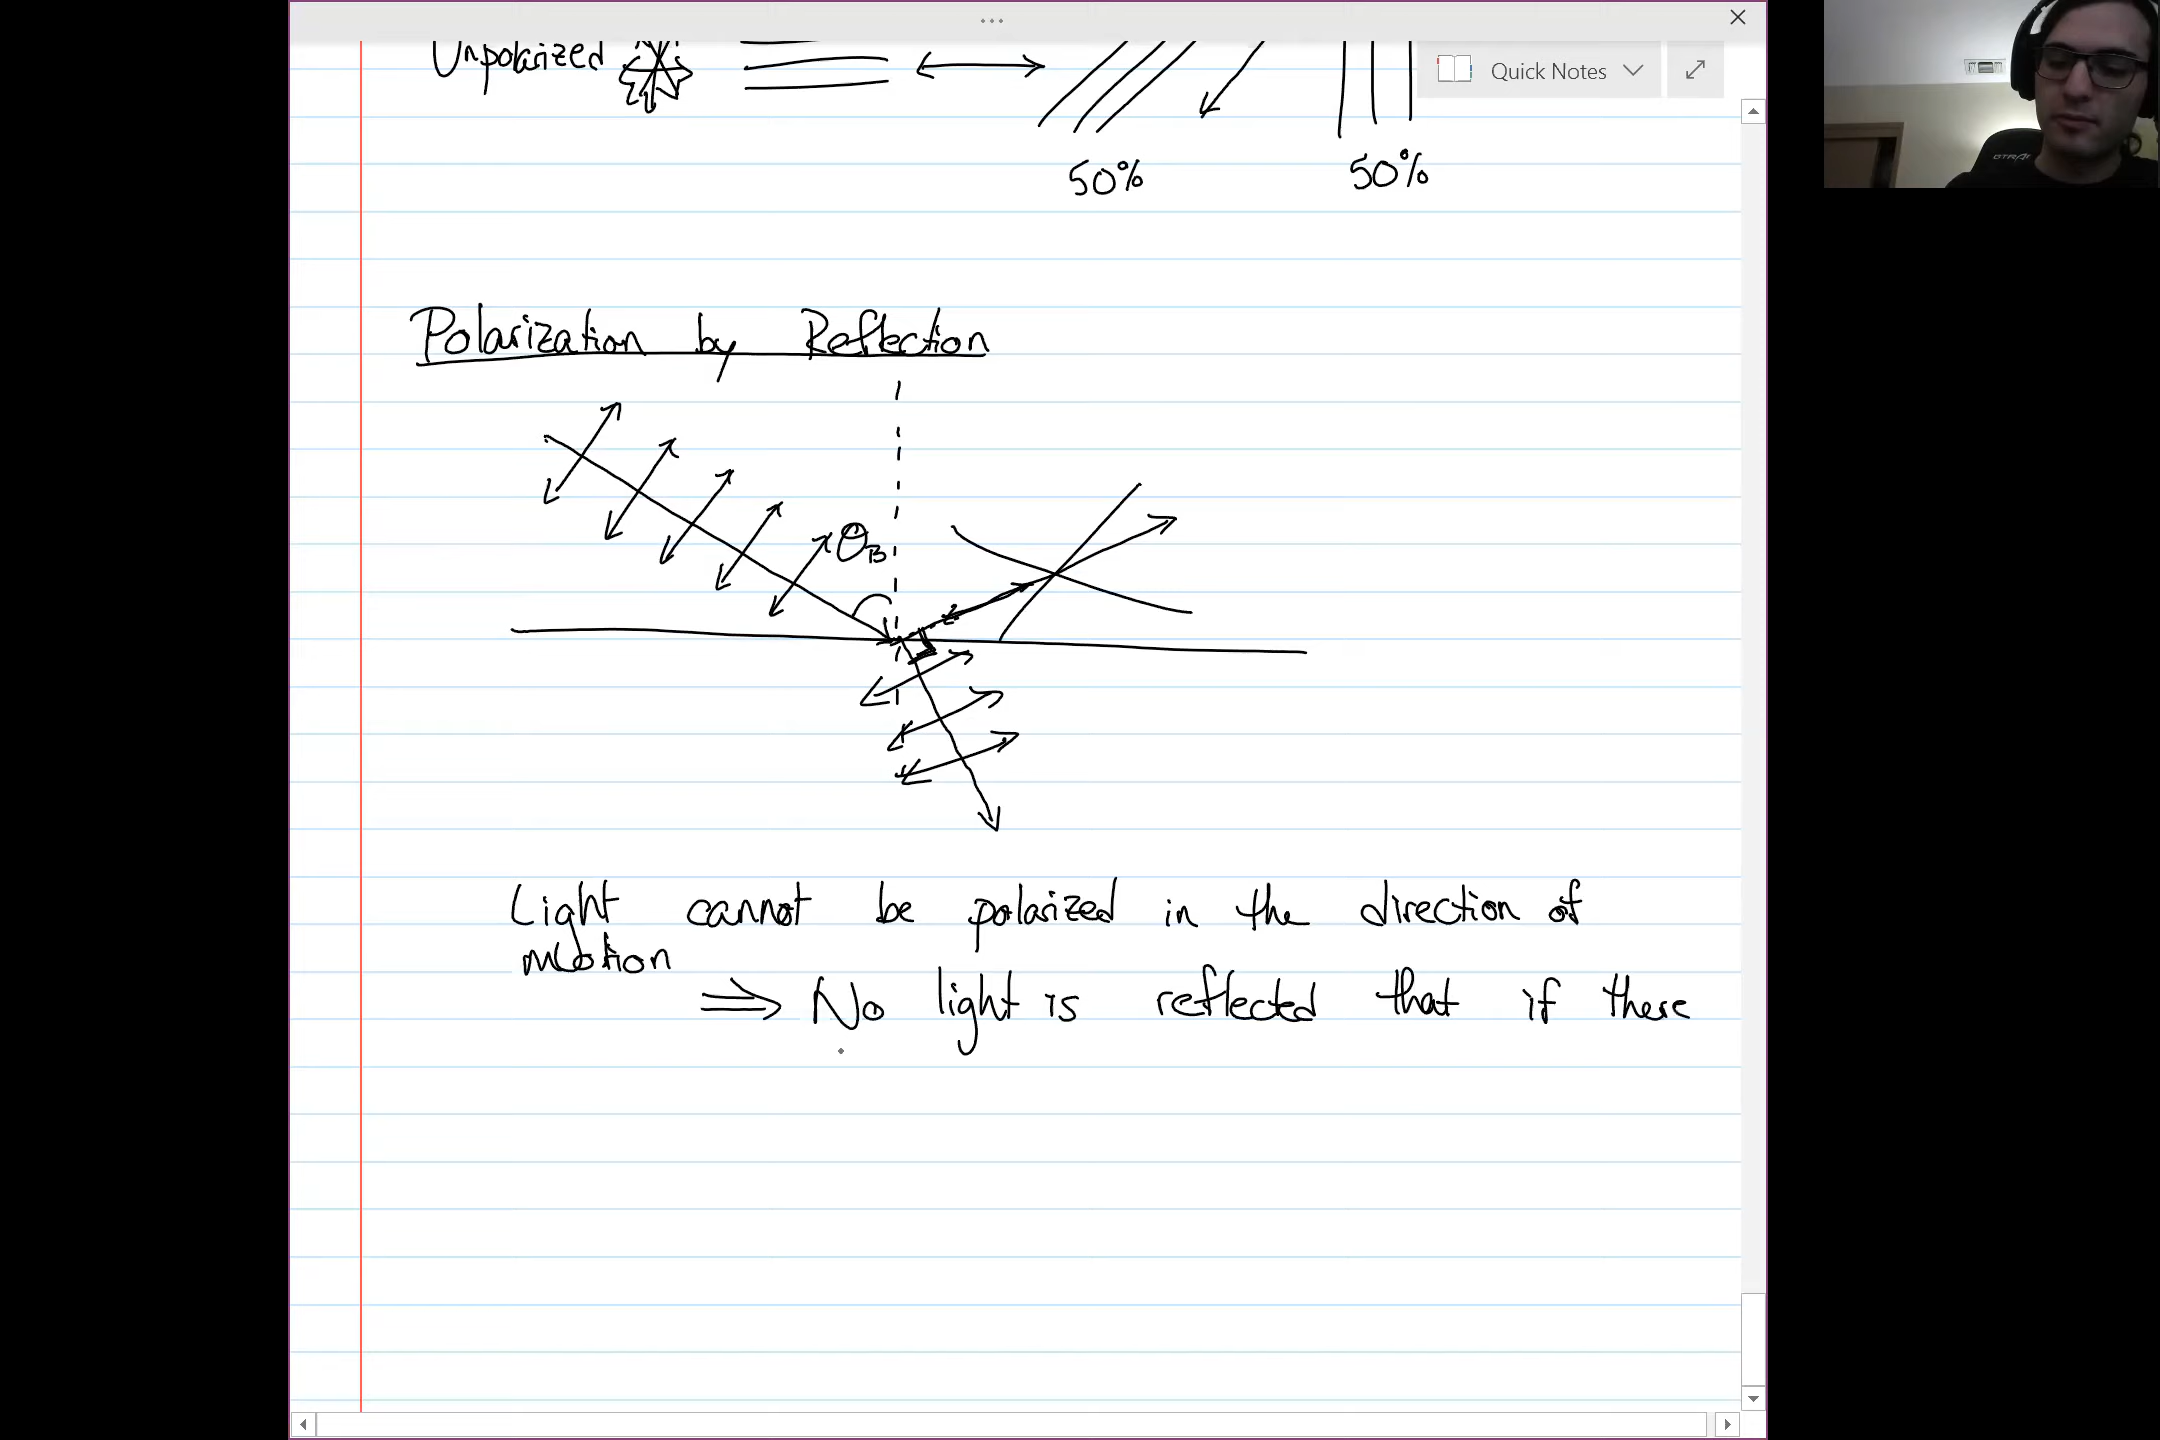 Unpolarized
Quick Notes
50% 50%
Polarization by Reflection
θB
Light cannot be polarized in the direction of
motion
⇒ No light is reflected that if there